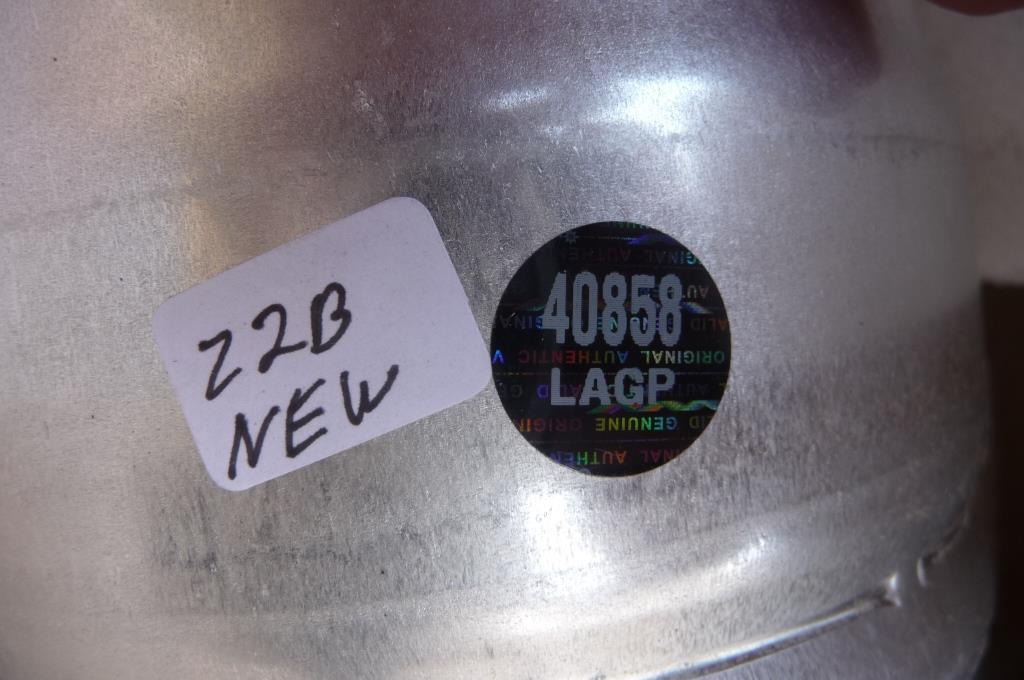 Z2B
NEW
40858
LAGP
ORIGINAL AUTHENTIC V
GENUINE